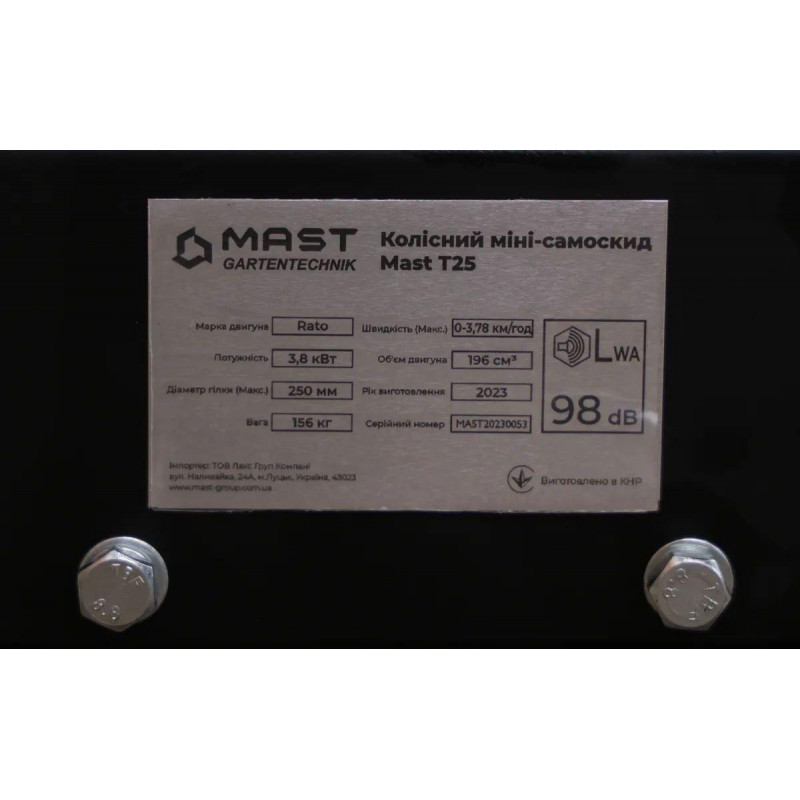 MAST
GARTENTECHNIK
Колісний міні-самоскид
Mast T25
Марка двигуна Rato
Потужність 3,8 кВт
Діаметр гілки (Макс.) 250 мм
Вага 156 кг
Швидкість (Макс.) 0-3,78 км/год
Об'єм двигуна 196 см³
Рік виготовлення 2023
Серійний номер MAST20230053
LWA
98 dB
Імпортер: ТОВ Лакс Груп Компані
вул. Наливайка, 24А, м.Луцьк, Україна, 43023
www.mast-group.com.ua
Виготовлено в КНР
8.8
8.8